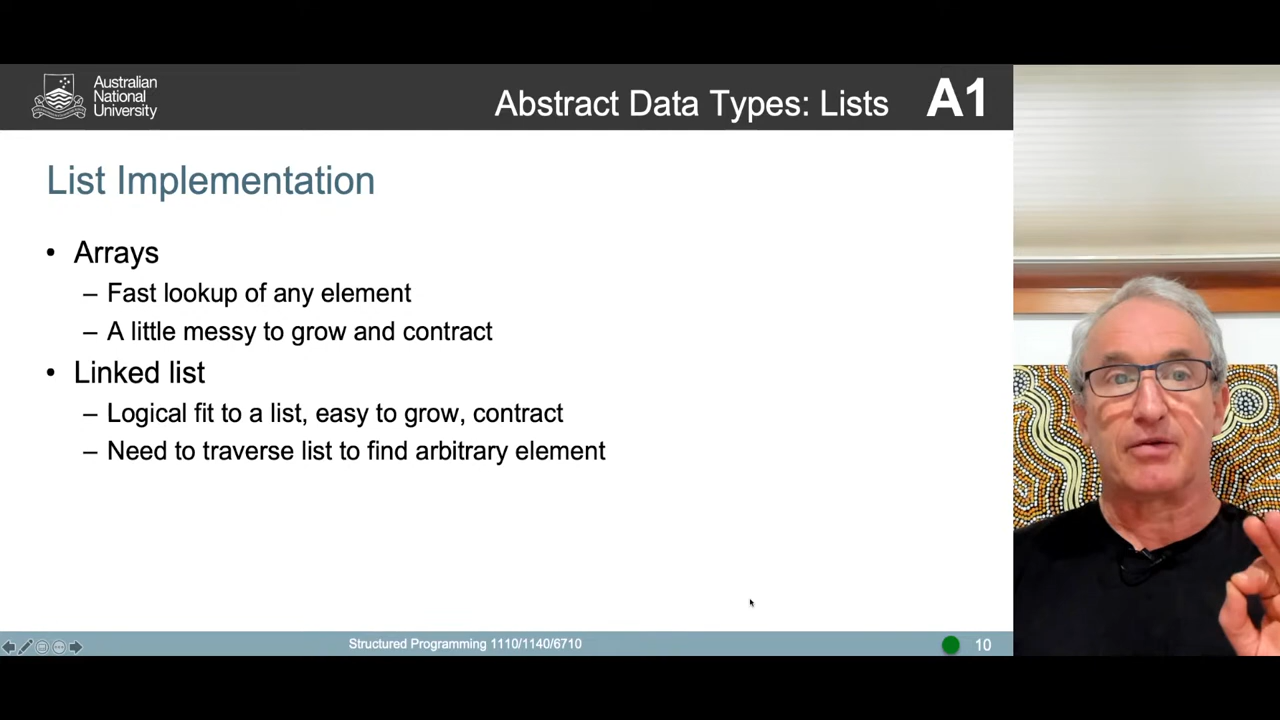 Australian
National
University
Abstract Data Types: Lists A1
List Implementation
• Arrays
– Fast lookup of any element
– A little messy to grow and contract
• Linked list
– Logical fit to a list, easy to grow, contract
– Need to traverse list to find arbitrary element
Structured Programming 1110/1140/6710
10